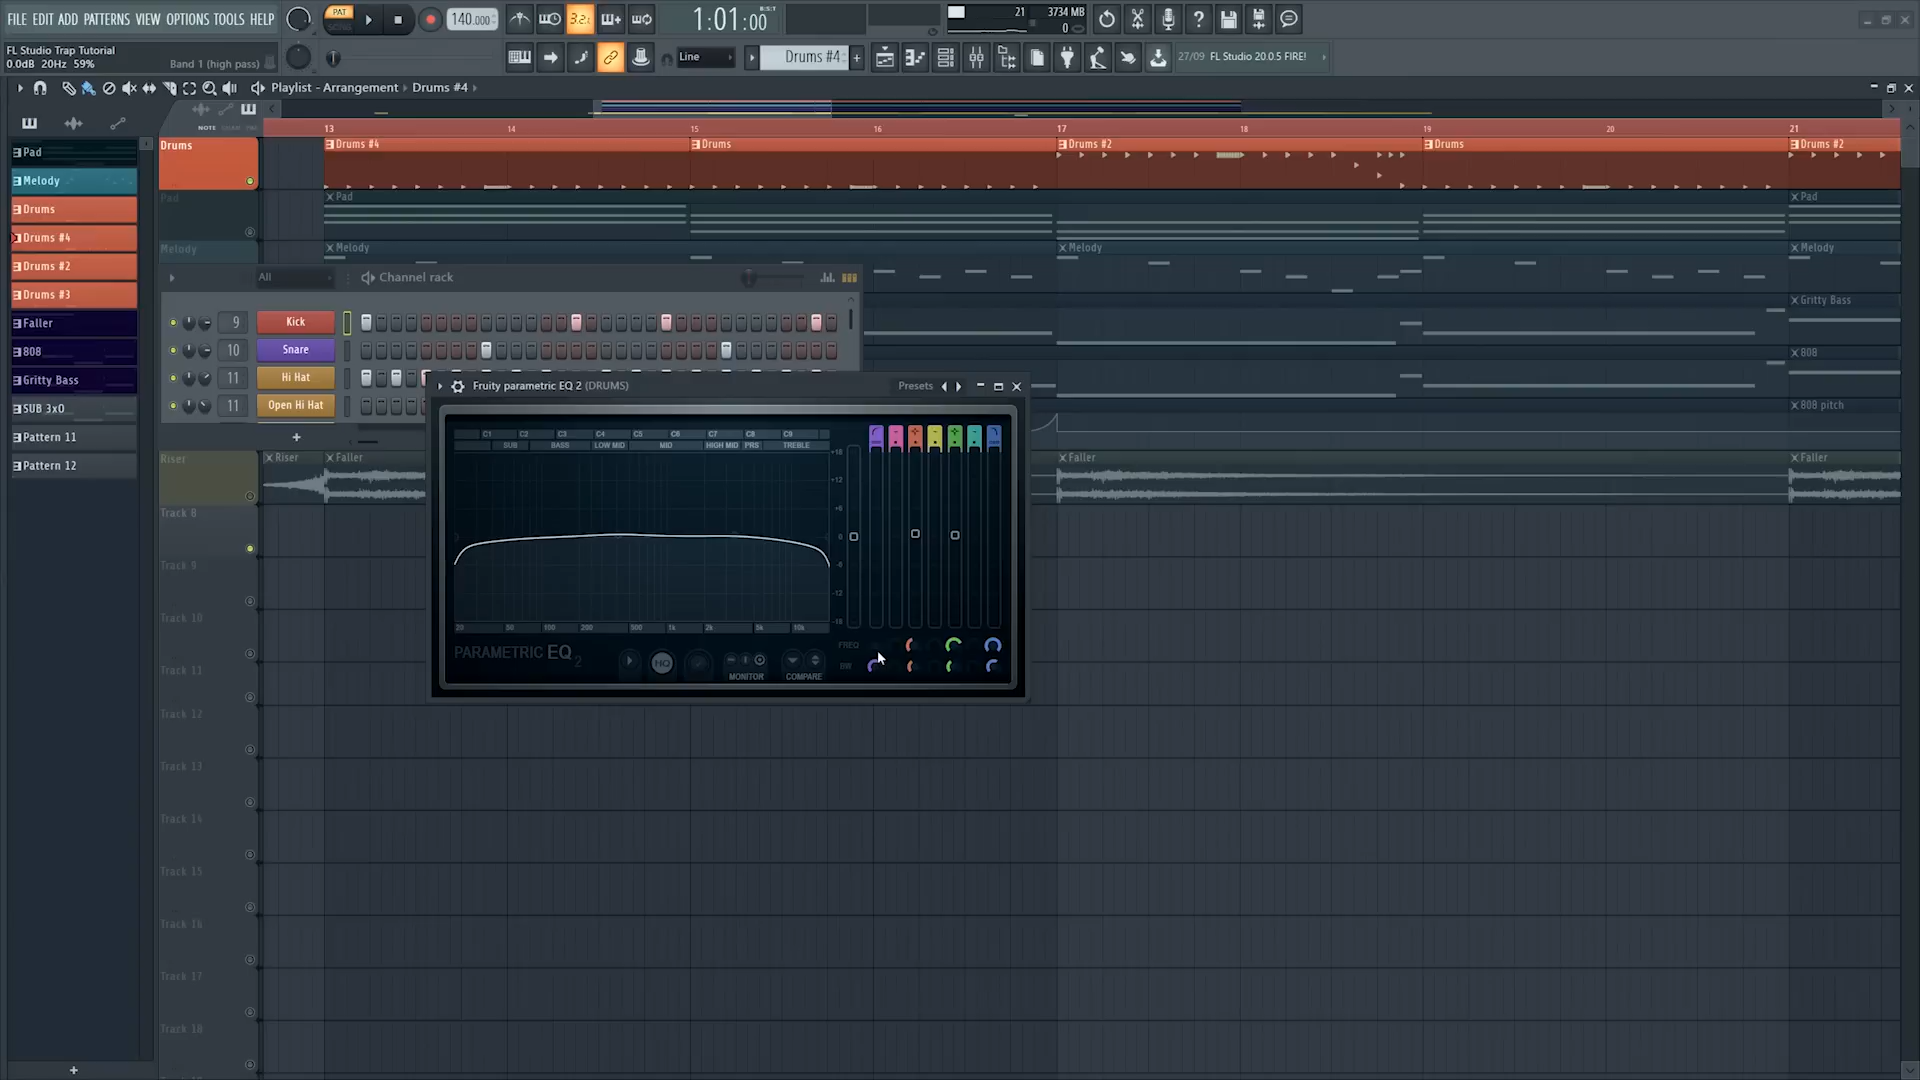 FILE EDIT ADD PATTERNS VIEW OPTIONS TOOLS HELP
PAT
SONG
140.000
3.2.
1:01:00
B:S:T
21
3734 MB
0
FL Studio Trap Tutorial
0.0dB 20Hz 59%
Band 1 (high pass)
Line
Drums #4
27/09 FL Studio 20.0.5 FIRE!
Playlist - Arrangement
Drums #4
NOTE
13
14
15
16
17
18
19
20
21
Pad
Melody
Drums
Drums #4
Drums #2
Drums #3
Faller
808
Gritty Bass
SUB 3xO
Pattern 11
Pattern 12
Drums
Drums #4
Drums
Drums #2
Drums
Drums #2
Pad
Pad
Pad
Melody
Melody
Melody
Melody
All
Channel rack
Gritty Bass
9
Kick
10
Snare
808
11
Hi Hat
11
Open Hi Hat
808 pitch
Riser
Riser
Faller
Faller
Faller
Fruity parametric EQ 2 (DRUMS)
Presets
C1
C2
C3
C4
C5
C6
C7
C8
C9
SUB
BASS
LOW MID
MID
HIGH MID
PRS
TREBLE
+18
+12
+6
0
-6
-12
-18
20
50
100
200
500
1k
2k
5k
10k
PARAMETRIC EQ 2
HQ
MONITOR
COMPARE
FREQ
BW
Track 8
Track 9
Track 10
Track 11
Track 12
Track 13
Track 14
Track 15
Track 16
Track 17
Track 18